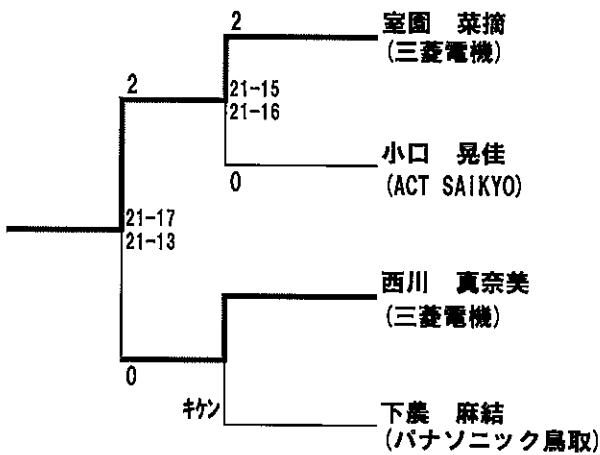 2
室園 菜摘
(三菱電機)
2
21-15
21-16
小口 晃佳
0
(ACT SAIKYO)
21-17
21-13
西川 真奈美
(三菱電機)
0
キケン
下農 麻結
(パナソニック鳥取)